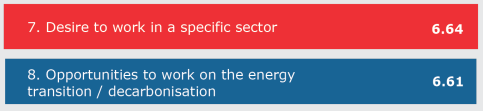 7. Desire to work in a specific sector 6.64
8. Opportunities to work on the energy
transition / decarbonisation 6.61